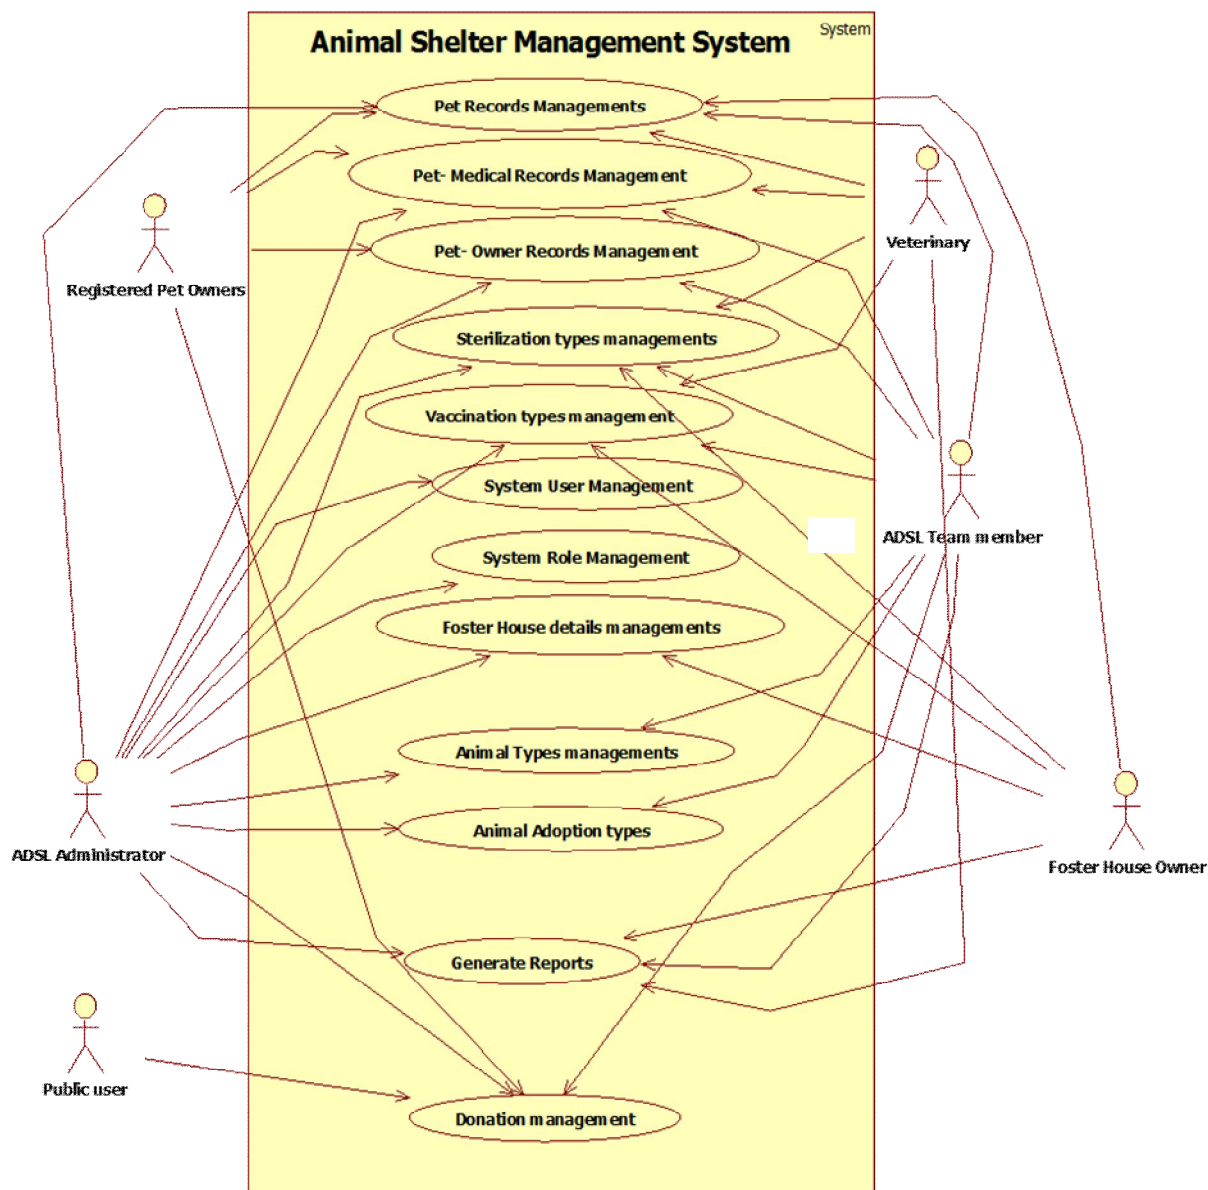 System
Animal Shelter Management System
Pet Records Managements
Pet- Medical Records Management
Pet- Owner Records Management
Veterinary
Registered Pet Owners
Sterilization types managements
Vaccination types management
System User Management
ADSL Team member
System Role Management
Foster House details managements
Animal Types managements
Animal Adoption types
ADSL Administrator
Foster House Owner
Generate Reports
Public user
Donation management